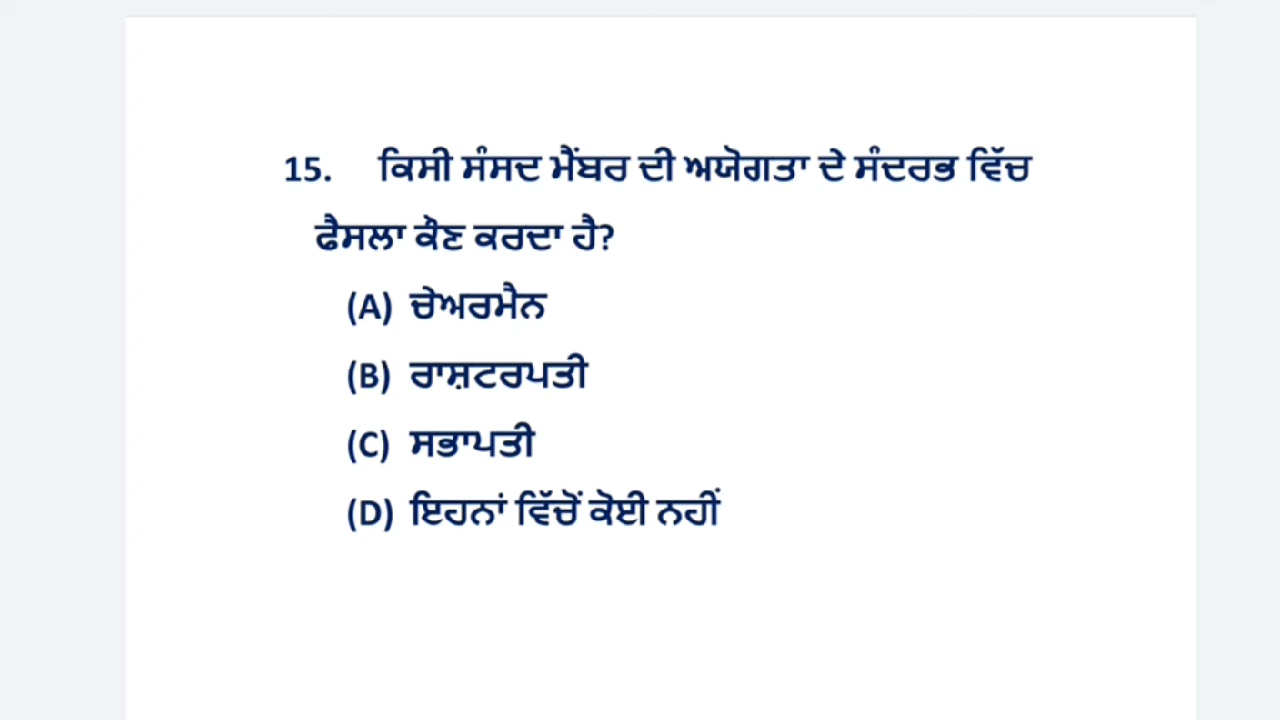 15. ਕਿਸੀ ਸੰਸਦ ਮੈਂਬਰ ਦੀ ਅਯੋਗਤਾ ਦੇ ਸੰਦਰਭ ਵਿੱਚ
ਫੈਸਲਾ ਕੌਣ ਕਰਦਾ ਹੈ?
(A) ਚੇਅਰਮੈਨ
(B) ਰਾਸ਼ਟਰਪਤੀ
(C) ਸਭਾਪਤੀ
(D) ਇਹਨਾਂ ਵਿੱਚੋਂ ਕੋਈ ਨਹੀਂ